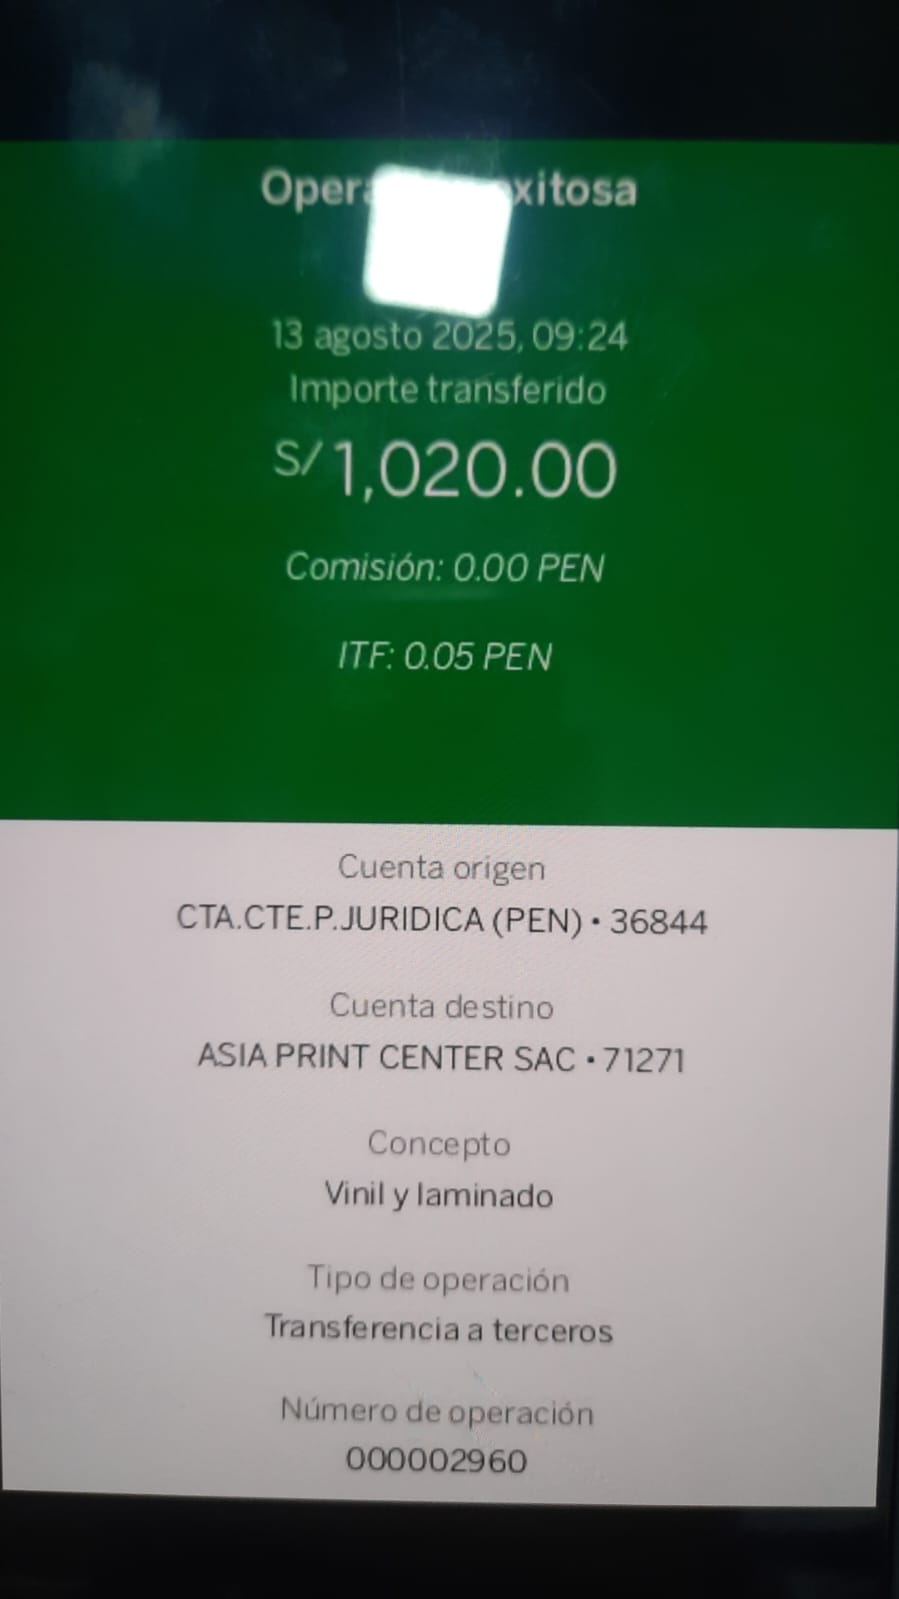 xitosa
13 agosto 2025, 09:24
Importe transferido
S/ 1,020.00
Comisión: 0.00 PEN
ITF: 0.05 PEN
Cuenta origen
CTA.CTE.P.JURIDICA (PEN) • 36844
Cuenta destino
ASIA PRINT CENTER SAC • 71271
Concepto
Vinil y laminado
Tipo de operación
Transferencia a terceros
Número de operación
000002960